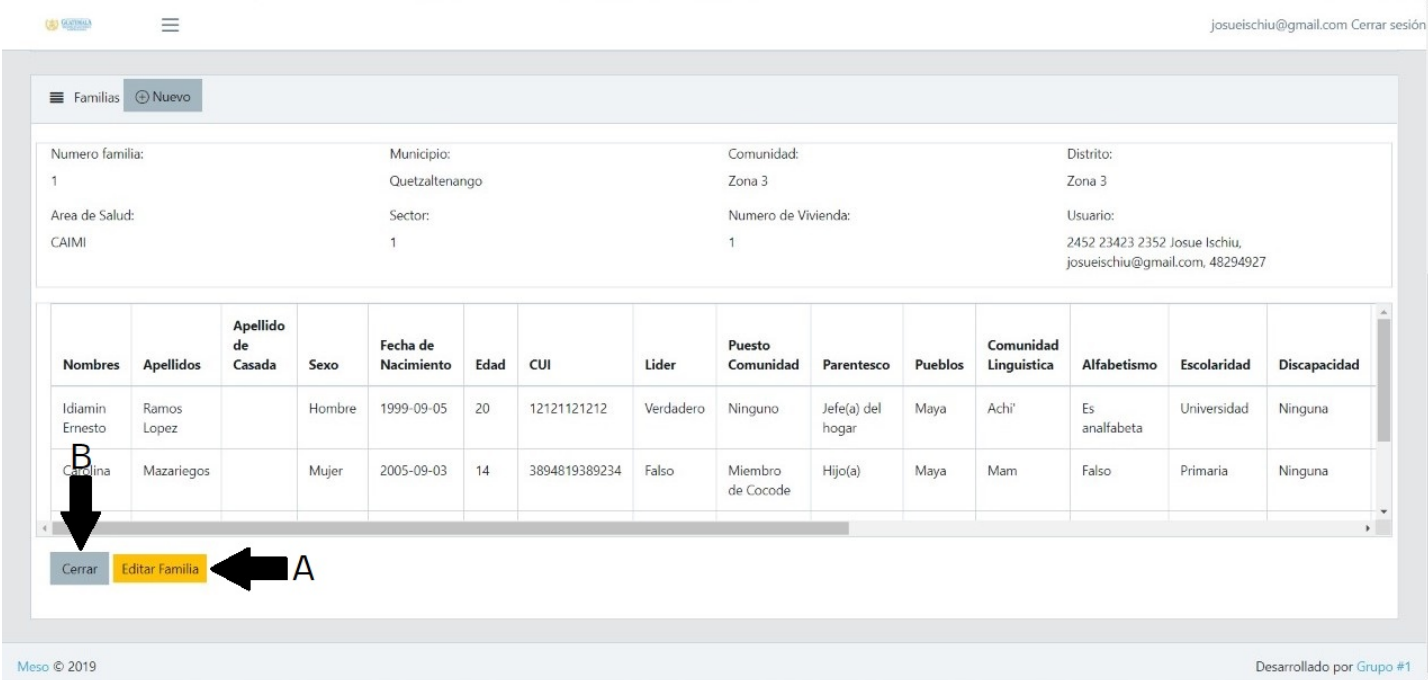 GUATEMALA
josueischiu@gmail.com Cerrar sesión
Familias Nuevo
Numero familia: Municipio: Comunidad: Distrito:
1 Quetzaltenango Zona 3 Zona 3
Area de Salud: Sector: Numero de Vivienda: Usuario:
CAIMI 1 1 2452 23423 2352 Josue Ischiu,
josueischiu@gmail.com, 48294927
Apellido
de Fecha de Puesto Comunidad
Nombres Apellidos Casada Sexo Nacimiento Edad CUI Lider Comunidad Parentesco Pueblos Linguistica Alfabetismo Escolaridad Discapacidad
Idiamin Ramos Hombre 1999-09-05 20 12121121212 Verdadero Ninguno Jefe(a) del Maya Achi' Es Universidad Ninguna
Ernesto Lopez hogar analfabeta
B
Carolina Mazariegos Mujer 2005-09-03 14 3894819389234 Falso Miembro Hijo(a) Maya Mam Falso Primaria Ninguna
de Cocode
Cerrar Editar Familia A
Meso © 2019 Desarrollado por Grupo #1